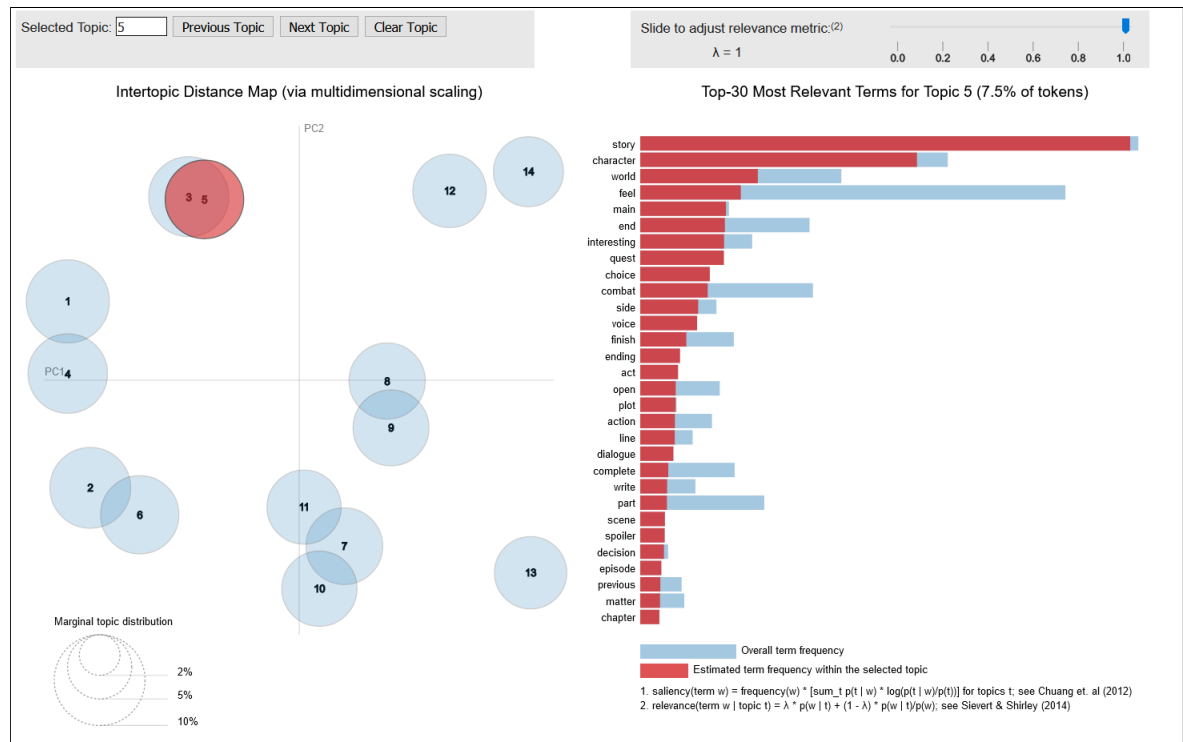 Selected Topic: 5 Previous Topic Next Topic Clear Topic
Slide to adjust relevance metric:(2)
λ = 1
0.0 0.2 0.4 0.6 0.8 1.0
Intertopic Distance Map (via multidimensional scaling)
PC2
14
12
3 5
1
PC1
4
8
9
2
6
11
7
10
13
Marginal topic distribution
2%
5%
10%
Top-30 Most Relevant Terms for Topic 5 (7.5% of tokens)
story
character
world
feel
main
end
interesting
quest
choice
combat
side
voice
finish
ending
act
open
plot
action
line
dialogue
complete
write
part
scene
spoiler
decision
episode
previous
matter
chapter
Overall term frequency
Estimated term frequency within the selected topic
1. saliency(term w) = frequency(w) * [sum_t p(t | w) * log(p(t | w)/p(t))] for topics t; see Chuang et. al (2012)
2. relevance(term w | topic t) = λ * p(w | t) + (1 - λ) * p(w | t)/p(w); see Sievert & Shirley (2014)